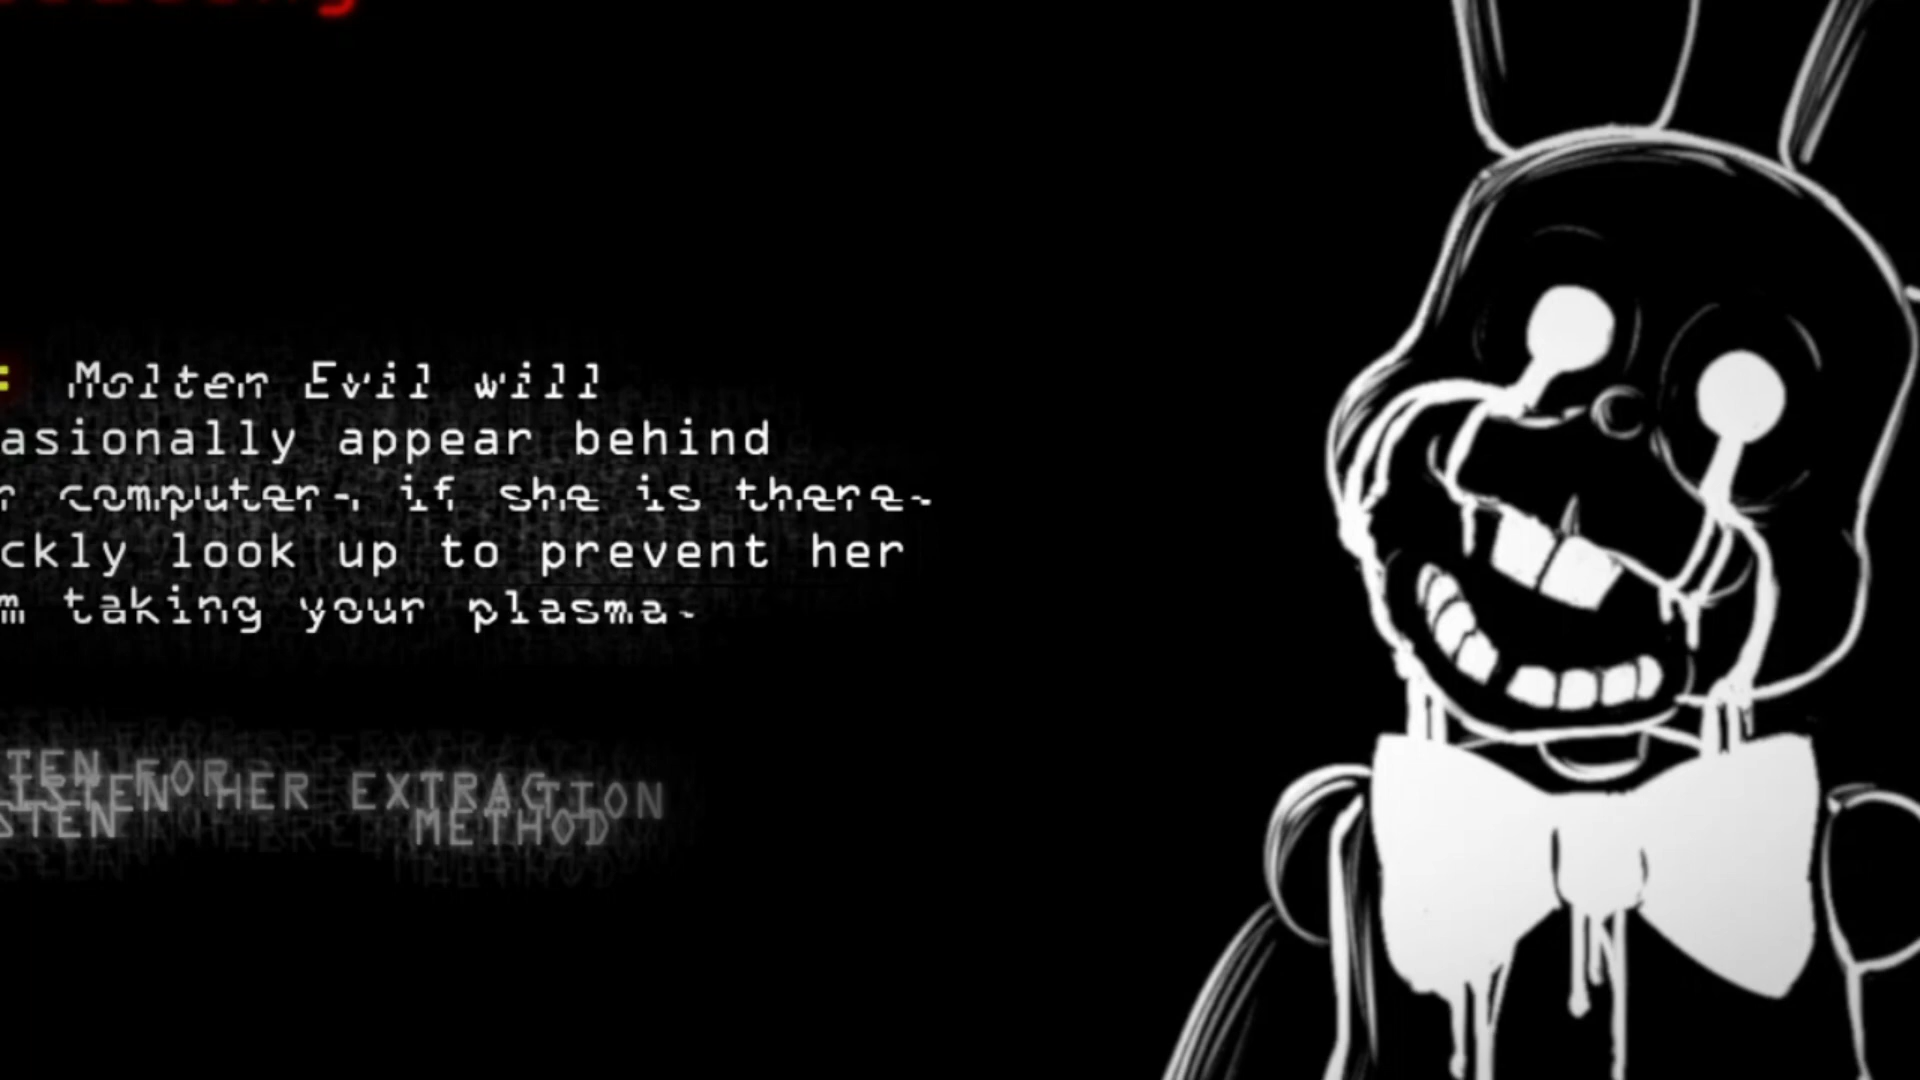 : Molten Evil will
asionally appear behind
r computer, if she is there,
ckly look up to prevent her
m taking your plasma.
LISTEN FOR HER EXTRACTION
METHOD